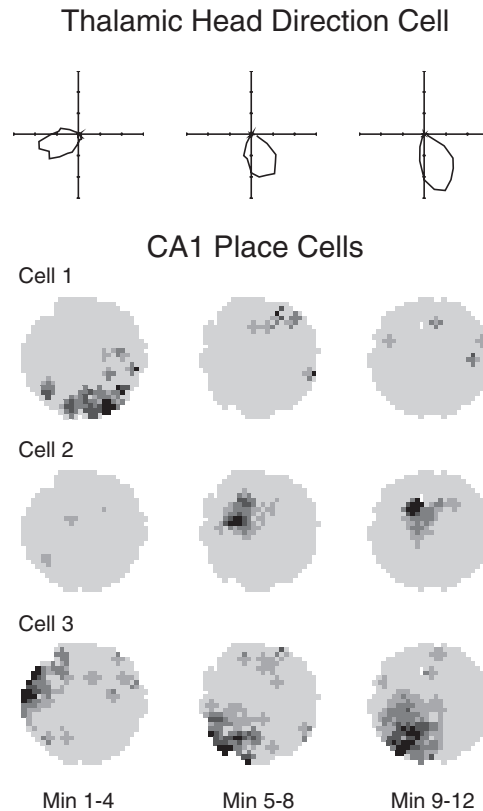 Thalamic Head Direction Cell
CA1 Place Cells
Cell 1
Cell 2
Cell 3
Min 1-4 Min 5-8 Min 9-12